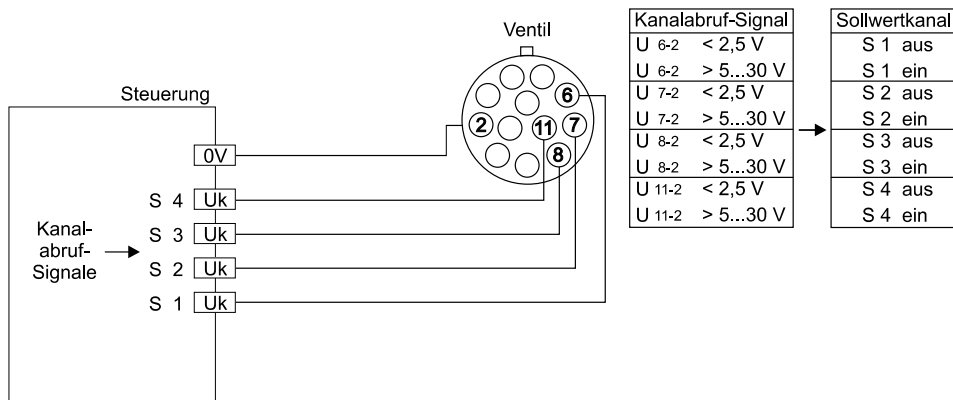 Ventil
Steuerung
0V
S 4 Uk
S 3 Uk
S 2 Uk
S 1 Uk
Kanal-
abruf-
Signale
2
6
7
11
8
Kanalabruf-Signal
U 6-2 < 2,5 V
U 6-2 > 5...30 V
U 7-2 < 2,5 V
U 7-2 > 5...30 V
U 8-2 < 2,5 V
U 8-2 > 5...30 V
U 11-2 < 2,5 V
U 11-2 > 5...30 V
Sollwertkanal
S 1 aus
S 1 ein
S 2 aus
S 2 ein
S 3 aus
S 3 ein
S 4 aus
S 4 ein